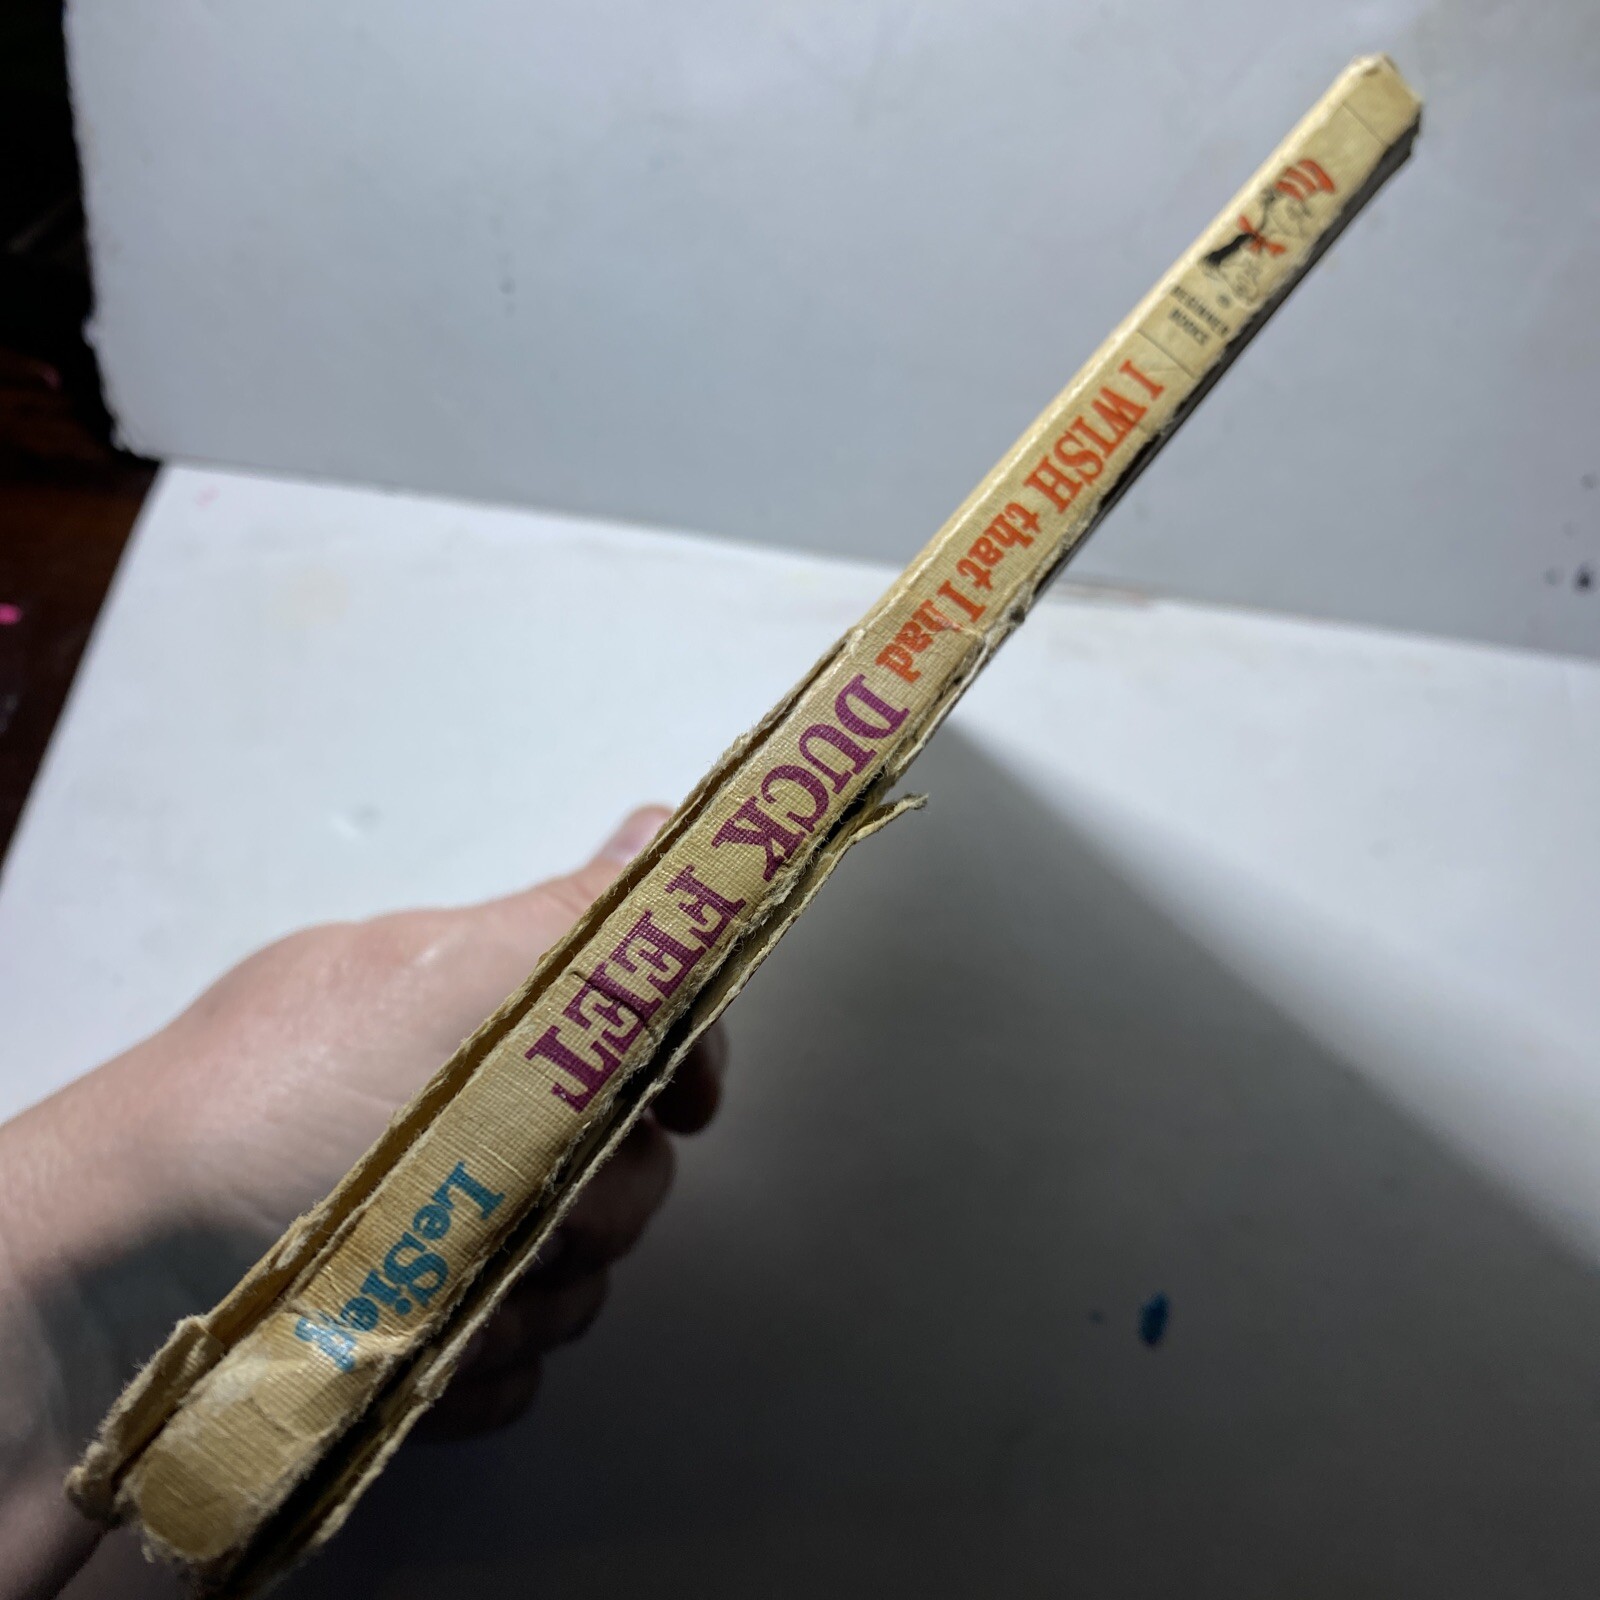 BEGINNER
BOOKS
I WISH that I had DUCK FEET
LeSieg